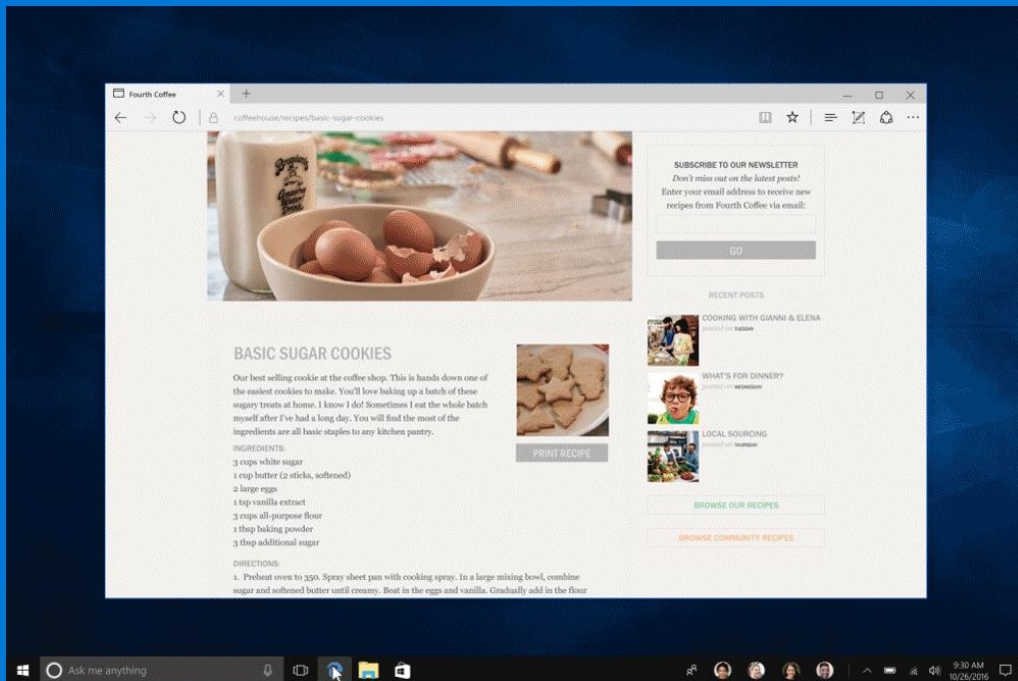 Fourth Coffee
coffeehouse/recipes/basic-sugar-cookies
SUBSCRIBE TO OUR NEWSLETTER
Don't miss out on the latest posts!
Enter your email address to receive new
recipes from Fourth Coffee via email:
GO
RECENT POSTS
COOKING WITH GIANNI & ELENA
posted on TUESDAY
WHAT'S FOR DINNER?
posted on WEDNESDAY
LOCAL SOURCING
posted on THURSDAY
BROWSE OUR RECIPES
BROWSE COMMUNITY RECIPES
BASIC SUGAR COOKIES
Our best selling cookie at the coffee shop. This is hands down one of
the easiest cookies to make. You'll love baking up a batch of these
sugary treats at home. I know I do! Sometimes I eat the whole batch
myself after I've had a long day. You will find the most of the
ingredients are all basic staples to any kitchen pantry.
PRINT RECIPE
INGREDIENTS:
3 cups white sugar
1 cup butter (2 sticks, softened)
2 large eggs
1 tsp vanilla extract
3 cups all-purpose flour
1 tbsp baking powder
3 tbsp additional sugar
DIRECTIONS:
1. Preheat oven to 350. Spray sheet pan with cooking spray. In a large mixing bowl, combine
sugar and softened butter until creamy. Beat in the eggs and vanilla. Gradually add in the flour
Ask me anything
9:30 AM
10/26/2016